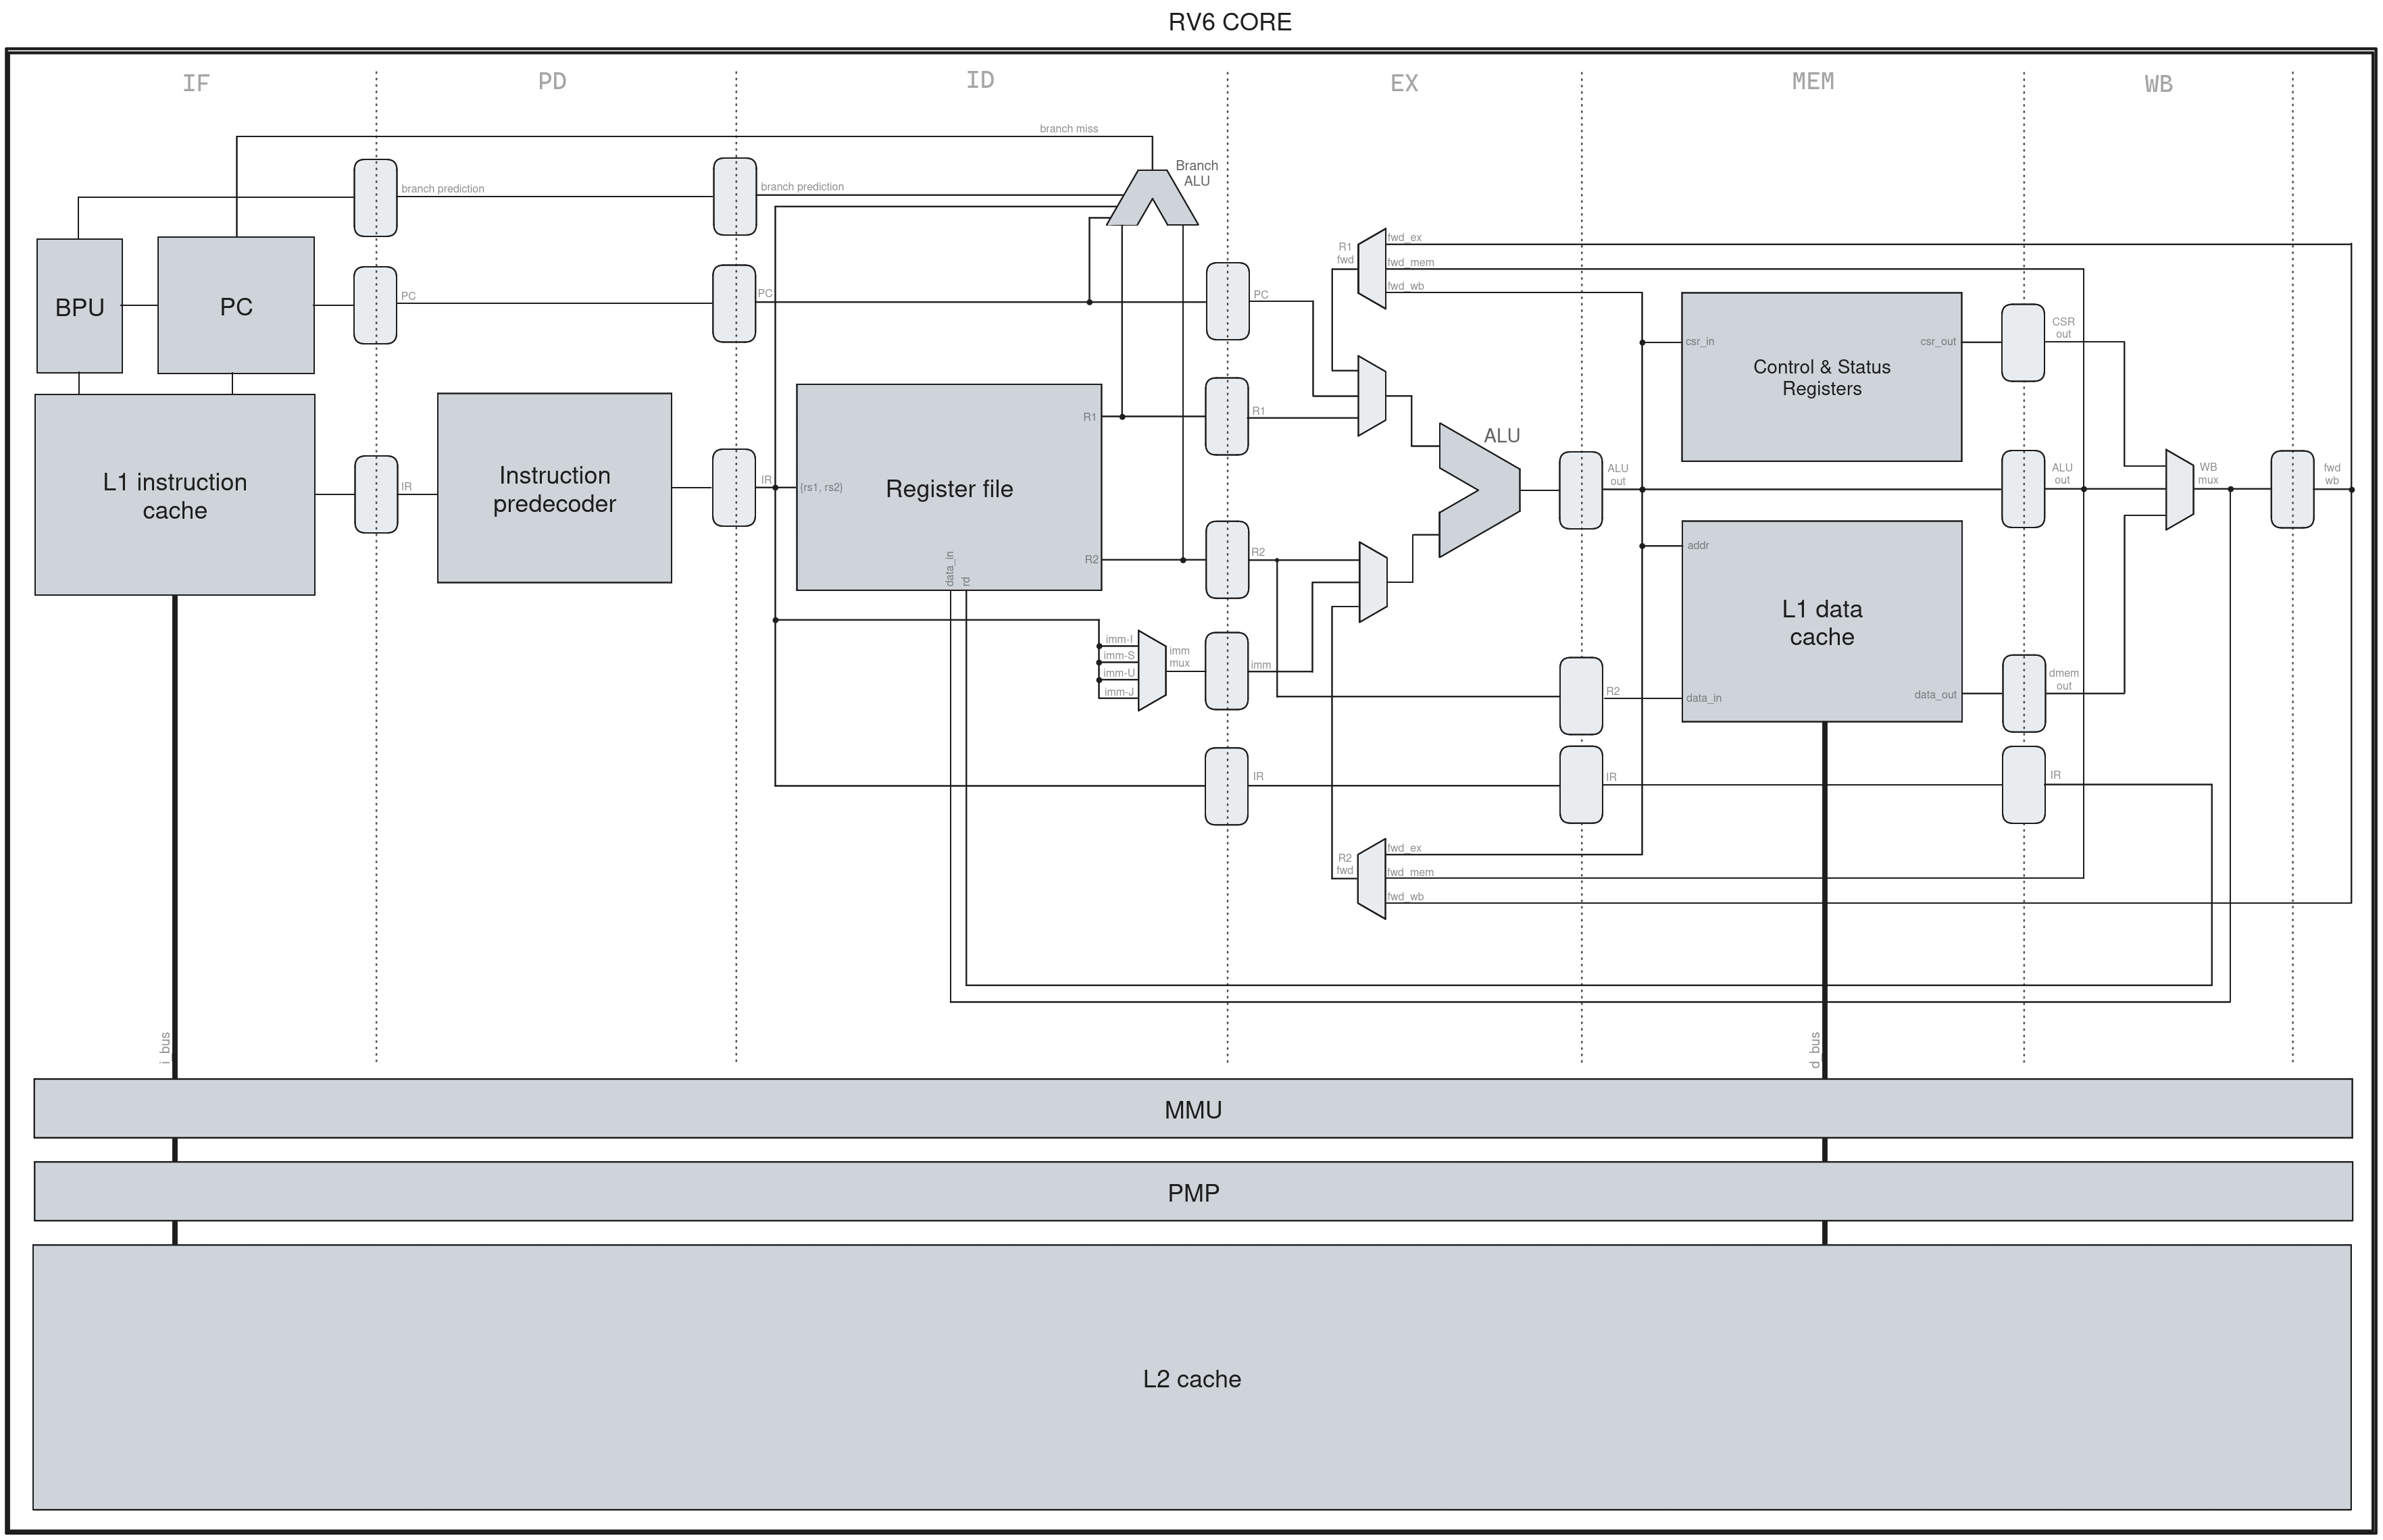 RV6 CORE
IF
PD
ID
EX
MEM
WB
branch miss
Branch
ALU
branch prediction
branch prediction
BPU
PC
PC
PC
PC
R1
fwd
fwd_ex
fwd_mem
fwd_wb
csr_in
csr_out
Control & Status
Registers
CSR
out
L1 instruction
cache
IR
Instruction
predecoder
IR
{rs1, rs2}
Register file
R1
R2
data_in
rd
R1
R2
ALU
ALU
out
ALU
out
WB
mux
fwd
wb
addr
L1 data
cache
data_in
data_out
dmem
out
imm-I
imm-S
imm-U
imm-J
imm
mux
imm
R2
IR
IR
IR
R2
fwd
fwd_ex
fwd_mem
fwd_wb
i_bus
d_bus
MMU
PMP
L2 cache